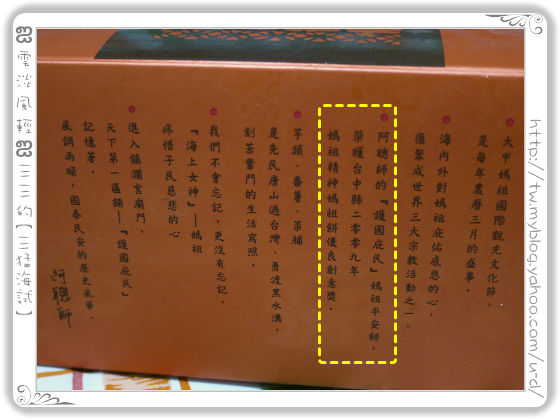 大甲媽祖國際觀光文化節，
是每年農曆三月的盛事。
海內外對媽祖庇佑感恩的心，
匯聚成世界三大宗教活動之一。
阿聰師的『護國庇民』媽祖平安餅，
榮獲台中縣二零零九年
媽祖精神媽祖餅優良創意獎。
芋頭．番薯．菜脯
是先民唐山過台灣、勇渡黑水溝，
刻苦奮鬥的生活寫照。
我們不會忘記，更沒有忘記，
『海上女神』—媽祖
疼惜子民慈悲的心
進入鎮瀾宮廟門，
天下第一匾額—『護國庇民』
記憶著，
風調雨順，國泰民安的歷史風華。
阿聰師
雲淡風輕 三三的【三猛海試】
http://tw.myblog.yahoo.com/u-d/